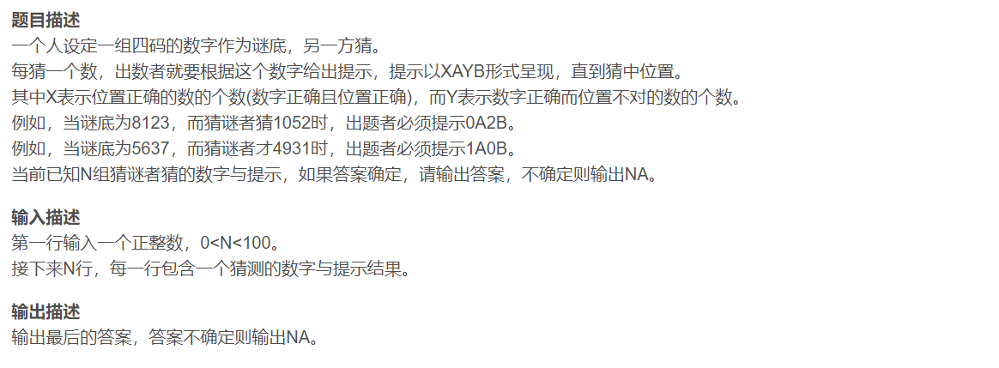 题目描述
一个人设定一组四码的数字作为谜底，另一方猜。
每猜一个数，出数者就要根据这个数字给出提示，提示以XAYB形式呈现，直到猜中位置。
其中X表示位置正确的数的个数(数字正确且位置正确)，而Y表示数字正确而位置不对的数的个数。
例如，当谜底为8123，而猜谜者猜1052时，出题者必须提示0A2B。
例如，当谜底为5637，而猜谜者才4931时，出题者必须提示1A0B。
当前已知N组猜谜者猜的数字与提示，如果答案确定，请输出答案，不确定则输出NA。
输入描述
第一行输入一个正整数，0<N<100。
接下来N行，每一行包含一个猜测的数字与提示结果。
输出描述
输出最后的答案，答案不确定则输出NA。